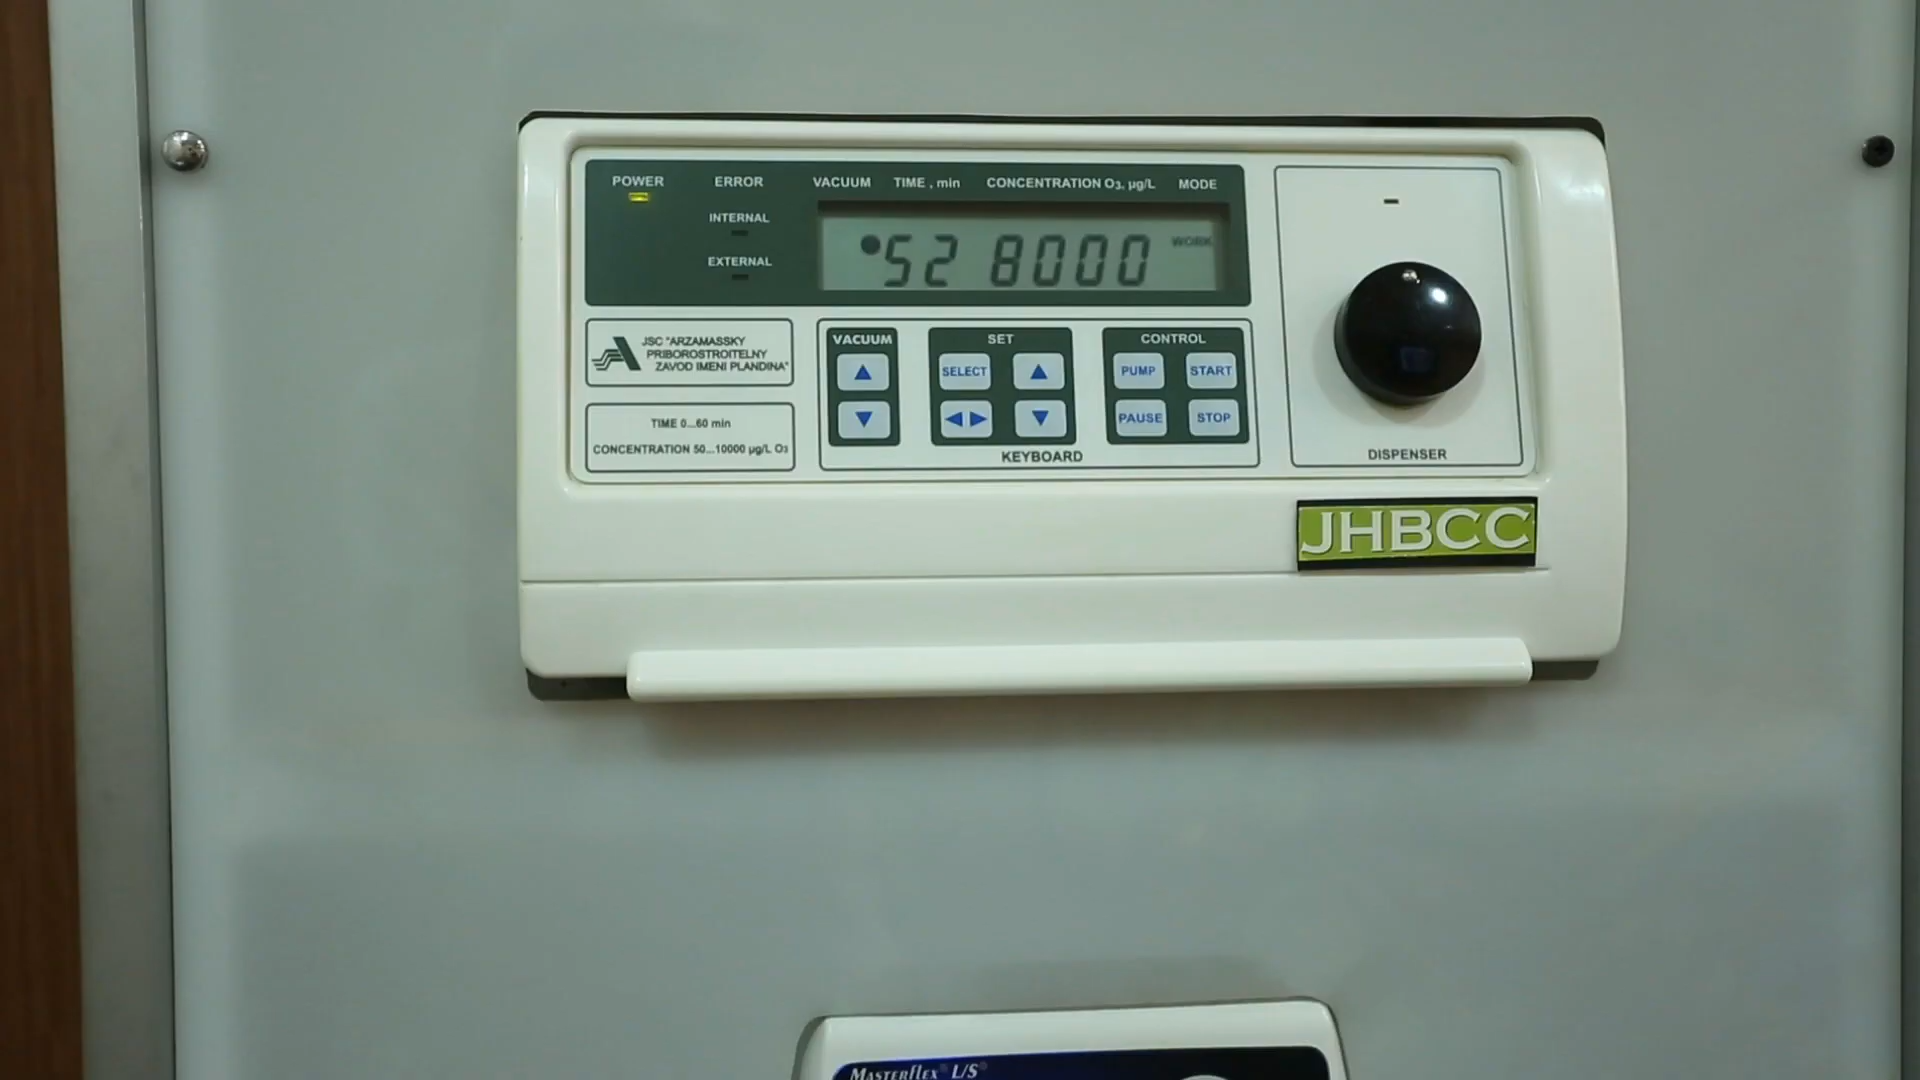 POWER ERROR VACUUM TIME , min CONCENTRATION O3, µg/L MODE
INTERNAL
EXTERNAL
52 8000 WORK
JSC "ARZAMASSKY
PRIBOROSTROITELNY
ZAVOD IMENI PLANDINA"
TIME 0...60 min
CONCENTRATION 50...10000 µg/L O3
VACUUM SET CONTROL
SELECT PUMP START
PAUSE STOP
KEYBOARD
DISPENSER
JHBCC
MASTERflEX® L/S®